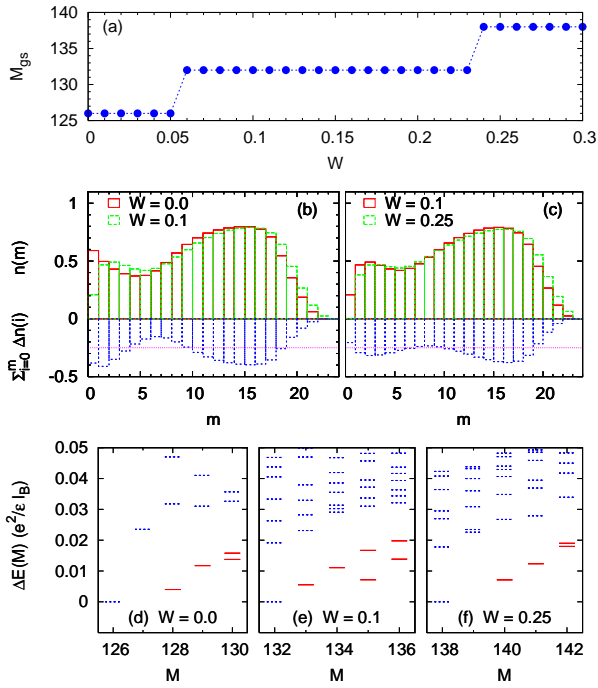 (a)
M_gs
140
135
130
125
0 0.05 0.1 0.15 0.2 0.25 0.3
W
W = 0.0
W = 0.1
(b)
W = 0.1
W = 0.25
(c)
n(m)
Σ_{i=0}^{m} Δn(i)
1
0.5
0
-0.5
0 5 10 15 20
m
0 5 10 15 20
m
ΔE(M) (e²/ε l_B)
0.05
0.04
0.03
0.02
0.01
0
(d) W = 0.0
(e) W = 0.1
(f) W = 0.25
126 128 130
132 134 136
138 140 142
M
M
M